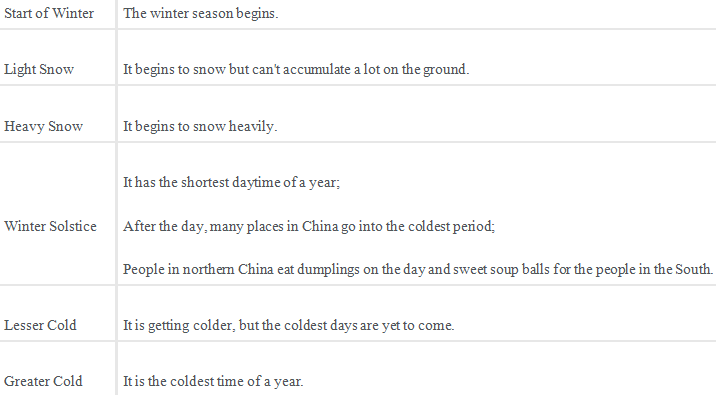 Start of Winter The winter season begins.
Light Snow It begins to snow but can't accumulate a lot on the ground.
Heavy Snow It begins to snow heavily.
It has the shortest daytime of a year;
Winter Solstice After the day, many places in China go into the coldest period;
People in northern China eat dumplings on the day and sweet soup balls for the people in the South.
Lesser Cold It is getting colder, but the coldest days are yet to come.
Greater Cold It is the coldest time of a year.